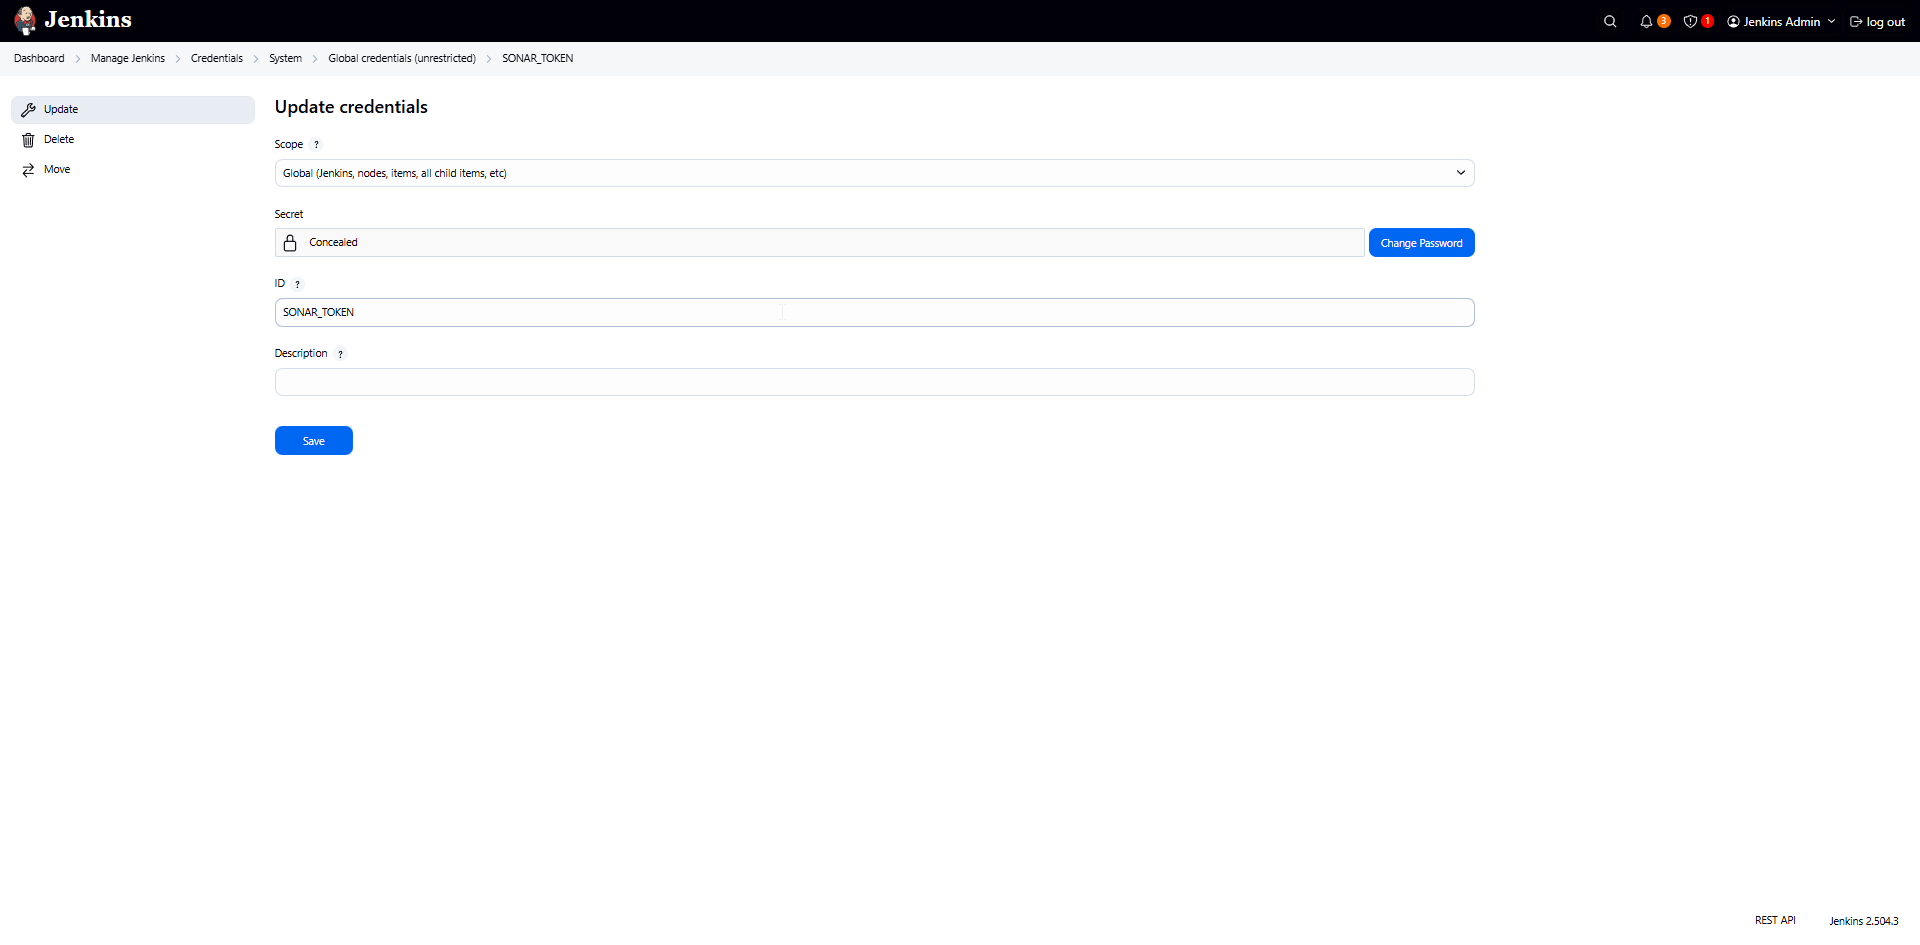 Jenkins
3
1
Jenkins Admin
log out
Dashboard
Manage Jenkins
Credentials
System
Global credentials (unrestricted)
SONAR_TOKEN
Update
Delete
Move
Update credentials
Scope ?
Global (Jenkins, nodes, items, all child items, etc)
Secret
Concealed
Change Password
ID ?
SONAR_TOKEN
Description ?
Save
REST API
Jenkins 2.504.3